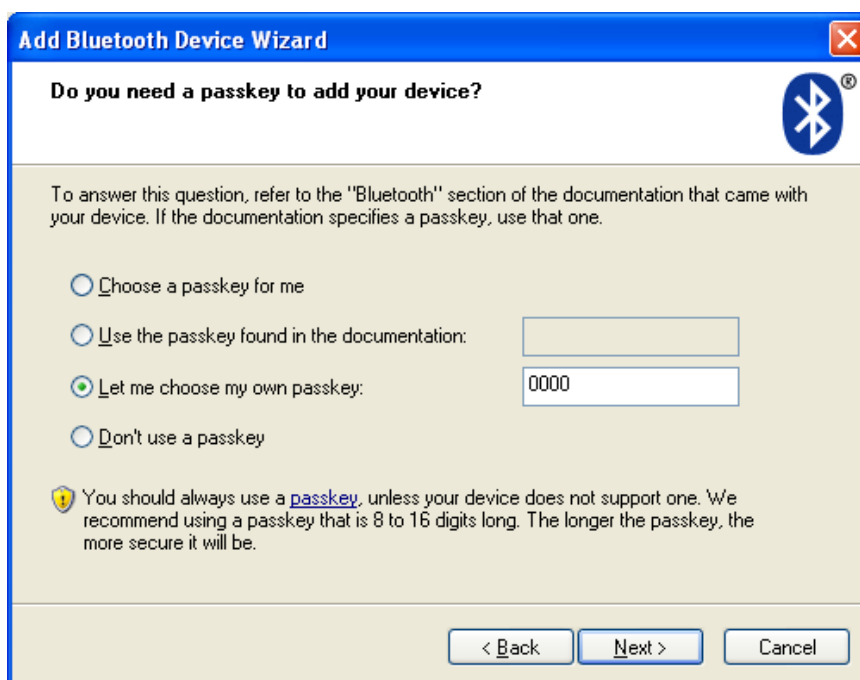 Add Bluetooth Device Wizard
Do you need a passkey to add your device?
®
To answer this question, refer to the "Bluetooth" section of the documentation that came with
your device. If the documentation specifies a passkey, use that one.
Choose a passkey for me
Use the passkey found in the documentation:
Let me choose my own passkey: 0000
Don't use a passkey
You should always use a passkey, unless your device does not support one. We
recommend using a passkey that is 8 to 16 digits long. The longer the passkey, the
more secure it will be.
< Back Next > Cancel